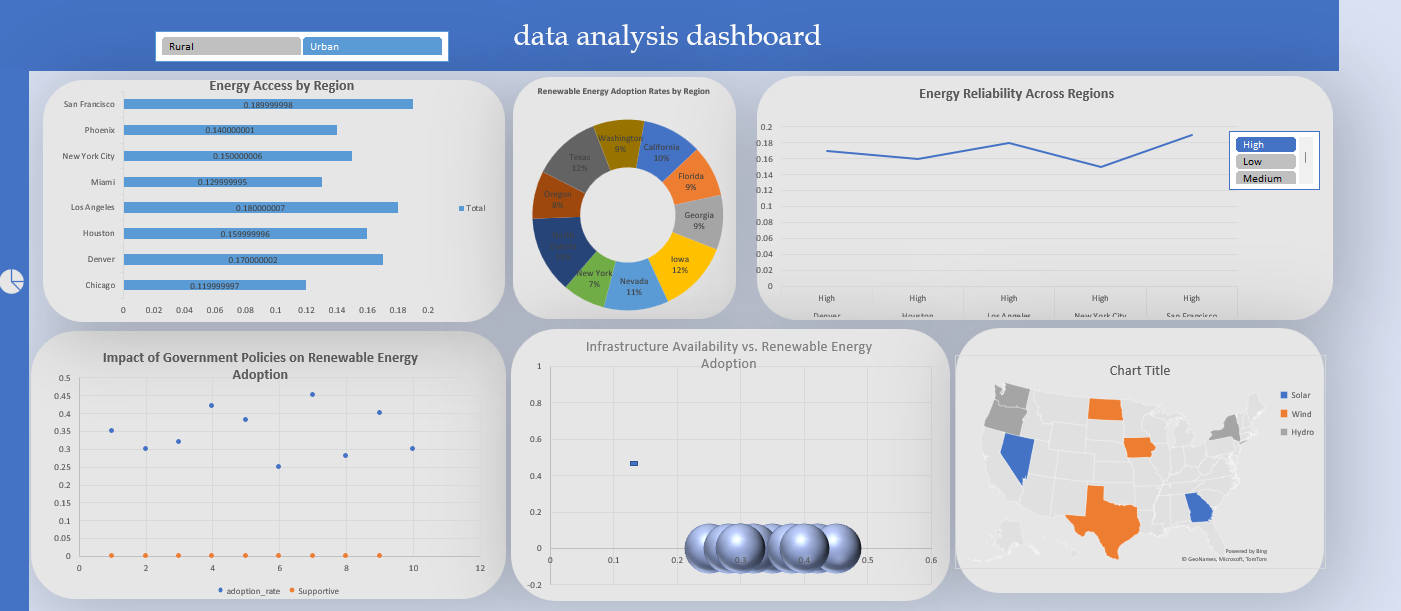 data analysis dashboard
Rural
Urban
Energy Access by Region
San Francisco
0.189999998
Phoenix
0.140000001
New York City
0.150000006
Miami
0.129999995
Los Angeles
0.180000007
Houston
0.159999996
Denver
0.170000002
Chicago
0.119999997
0 0.02 0.04 0.06 0.08 0.1 0.12 0.14 0.16 0.18 0.2
Total
Renewable Energy Adoption Rates by Region
Washington
9%
California
10%
Florida
9%
Georgia
9%
Iowa
12%
Nevada
11%
New York
7%
Oregon
8%
Texas
12%
Energy Reliability Across Regions
0.2
0.18
0.16
0.14
0.12
0.1
0.08
0.06
0.04
0.02
0
High High High High High
Denver Houston Los Angeles New York City San Francisco
High
Low
Medium
Impact of Government Policies on Renewable Energy
Adoption
0.5
0.45
0.4
0.35
0.3
0.25
0.2
0.15
0.1
0.05
0
0 2 4 6 8 10 12
adoption_rate Supportive
Infrastructure Availability vs. Renewable Energy
Adoption
1
0.8
0.6
0.4
0.2
0
-0.2
0 0.1 0.2 0.3 0.4 0.5 0.6
Chart Title
Solar
Wind
Hydro
Powered by Bing
© GeoNames, Microsoft, TomTom